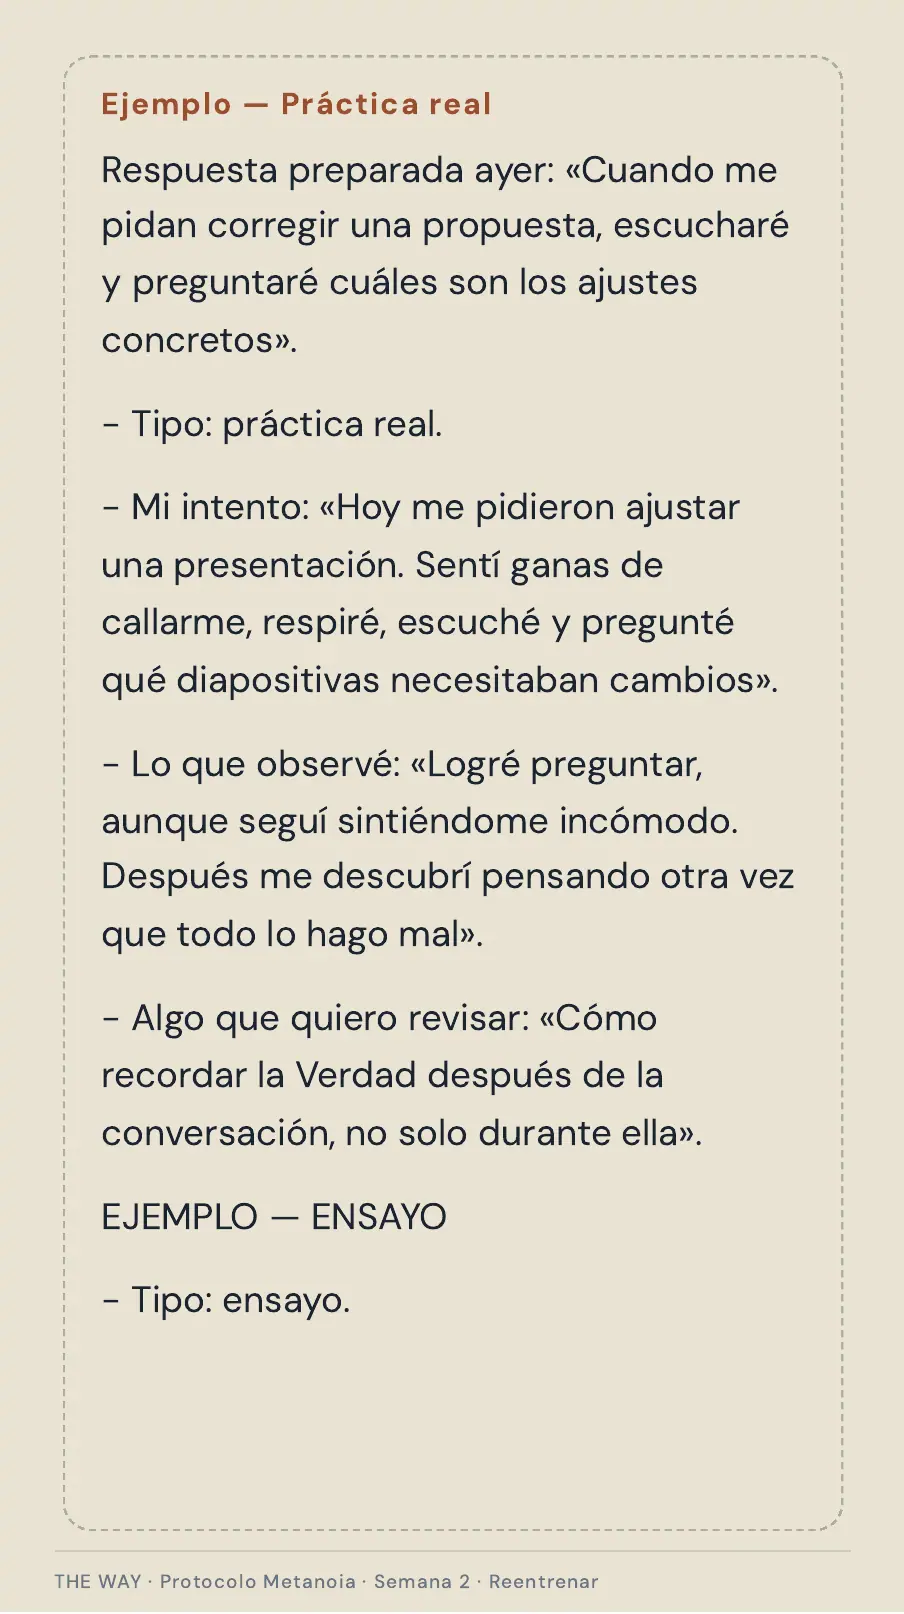 Ejemplo — Práctica real
Respuesta preparada ayer: «Cuando me
pidan corregir una propuesta, escucharé
y preguntaré cuáles son los ajustes
concretos».
- Tipo: práctica real.
- Mi intento: «Hoy me pidieron ajustar
una presentación. Sentí ganas de
callarme, respiré, escuché y pregunté
qué diapositivas necesitaban cambios».
- Lo que observé: «Logré preguntar,
aunque seguí sintiéndome incómodo.
Después me descubrí pensando otra vez
que todo lo hago mal».
- Algo que quiero revisar: «Cómo
recordar la Verdad después de la
conversación, no solo durante ella».
EJEMPLO — ENSAYO
- Tipo: ensayo.
THE WAY · Protocolo Metanoia · Semana 2 · Reentrenar